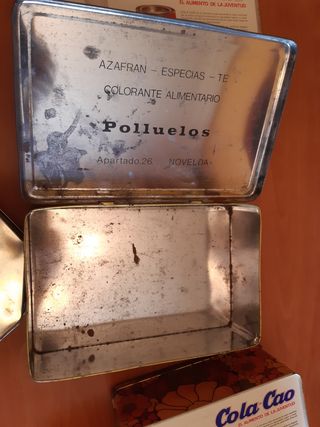 EL ALIMENTO DE LA JUVENTUD
AZAFRAN - ESPECIAS - TE
COLORANTE ALIMENTARIO
Polluelos
Apartado.26 NOVELDA
Cola·Cao
EL ALIMENTO DE LA JUVENTUD